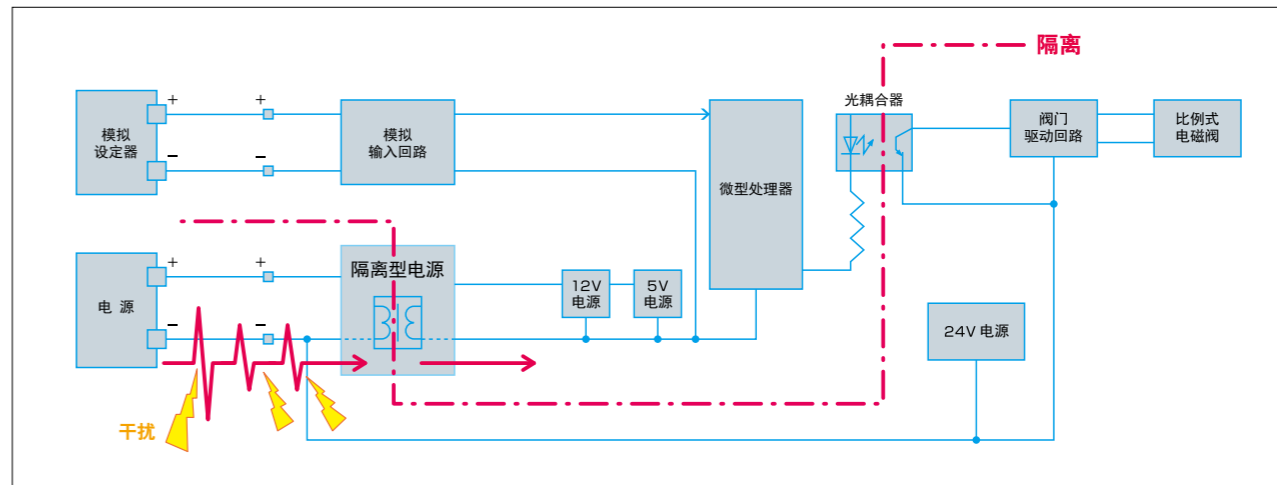 隔离
光耦合器
模拟
设定器
+
−
+
−
模拟
输入回路
微型处理器
阀门
驱动回路
比例式
电磁阀
电 源
+
−
+
−
隔离型电源
12V
电源
5V
电源
24V 电源
干扰